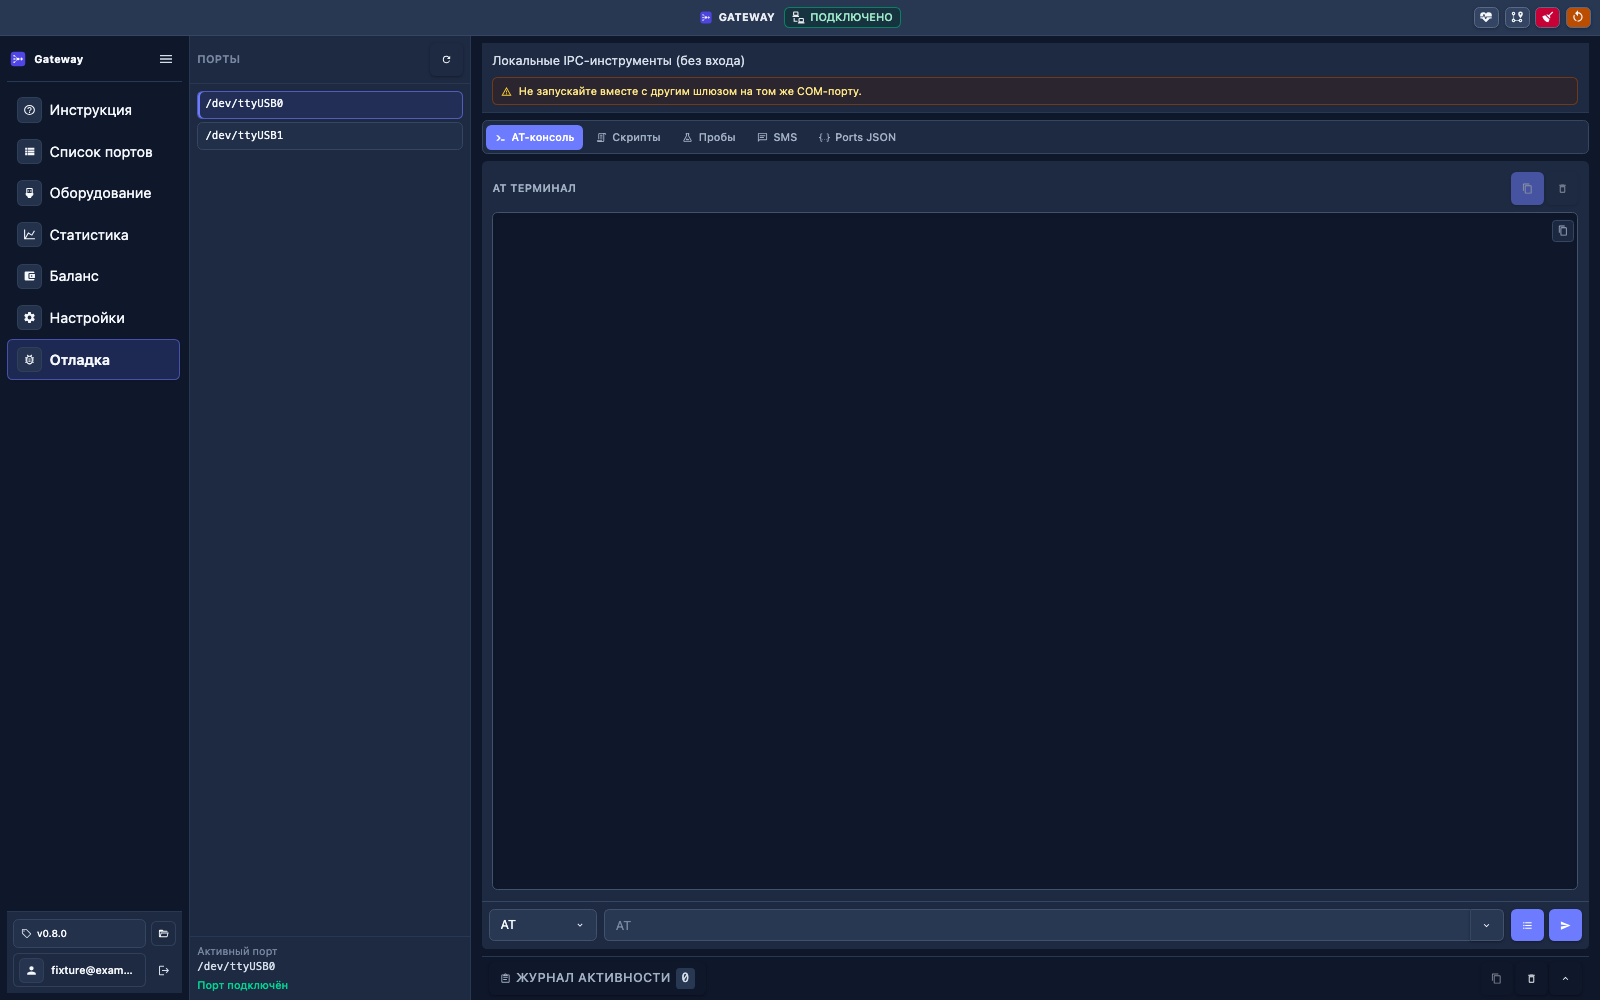 GATEWAY
ПОДКЛЮЧЕНО
Gateway
Инструкция
Список портов
Оборудование
Статистика
Баланс
Настройки
Отладка
v0.8.0
fixture@exam...
ПОРТЫ
/dev/ttyUSB0
/dev/ttyUSB1
Активный порт
/dev/ttyUSB0
Порт подключён
Локальные IPC-инструменты (без входа)
Не запускайте вместе с другим шлюзом на том же COM-порту.
AT-консоль
Скрипты
Пробы
SMS
Ports JSON
AT ТЕРМИНАЛ
AT
AT
ЖУРНАЛ АКТИВНОСТИ 0